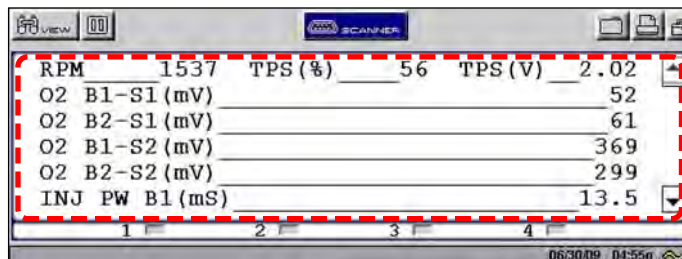 VIEW SCANNER
RPM 1537 TPS(%) 56 TPS(V) 2.02
O2 B1-S1(mV) 52
O2 B2-S1(mV) 61
O2 B1-S2(mV) 369
O2 B2-S2(mV) 299
INJ PW B1(mS) 13.5
1 2 3 4
06/30/09 04:55p